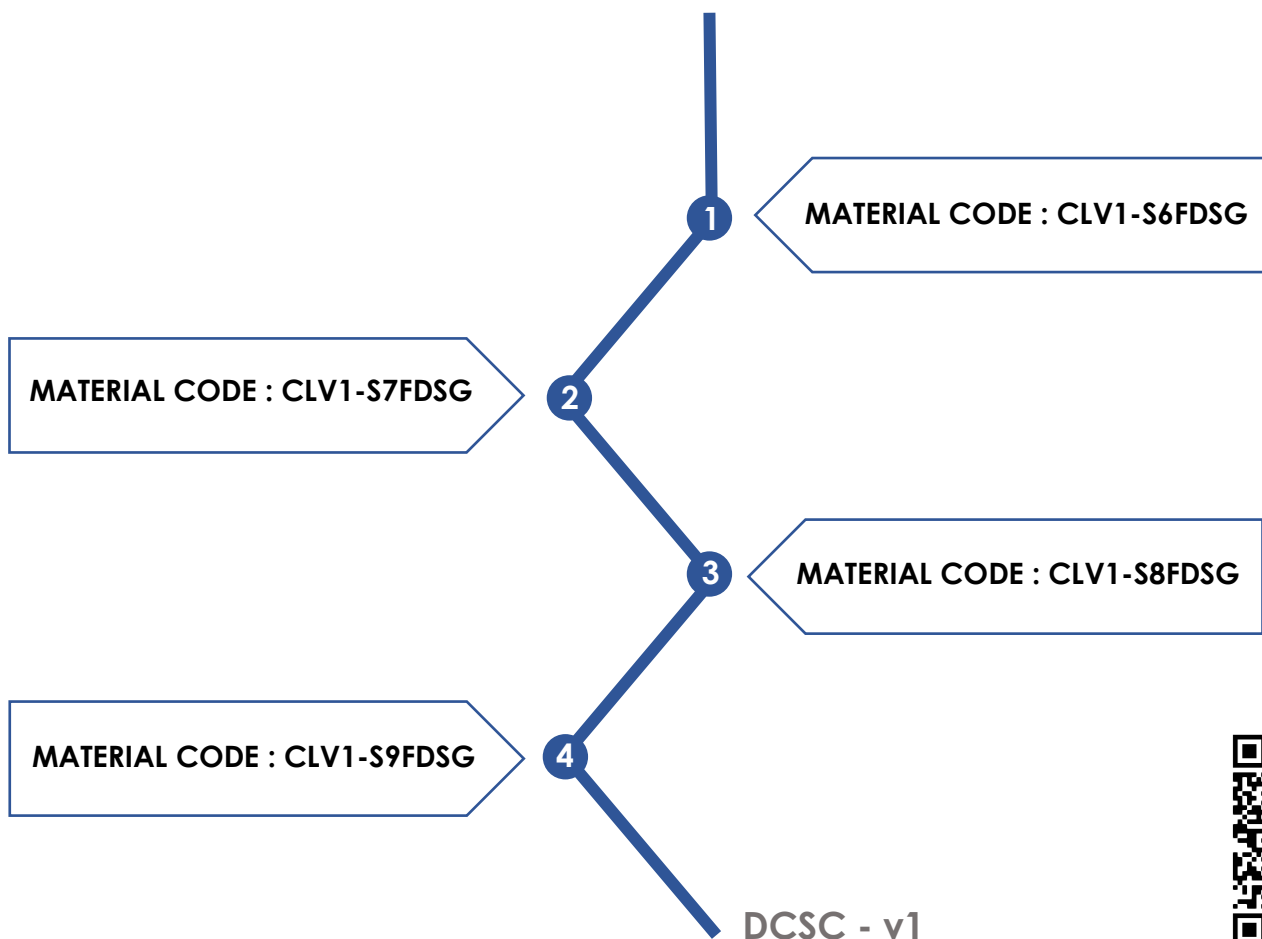 1
MATERIAL CODE : CLV1-S6FDSG
MATERIAL CODE : CLV1-S7FDSG
2
3
MATERIAL CODE : CLV1-S8FDSG
MATERIAL CODE : CLV1-S9FDSG
4
DCSC - v1